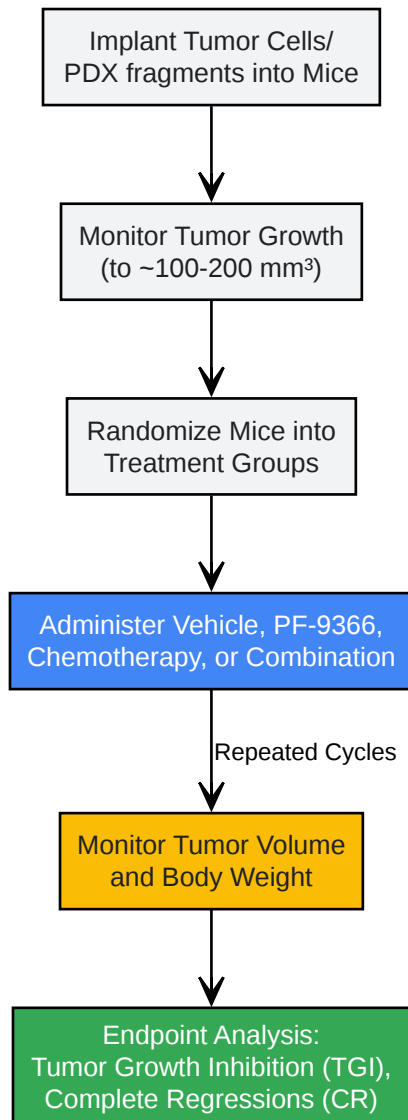 Implant Tumor Cells/
PDX fragments into Mice
Monitor Tumor Growth
(to ~100-200 mm³)
Randomize Mice into
Treatment Groups
Administer Vehicle, PF-9366,
Chemotherapy, or Combination
Repeated Cycles
Monitor Tumor Volume
and Body Weight
Endpoint Analysis:
Tumor Growth Inhibition (TGI),
Complete Regressions (CR)